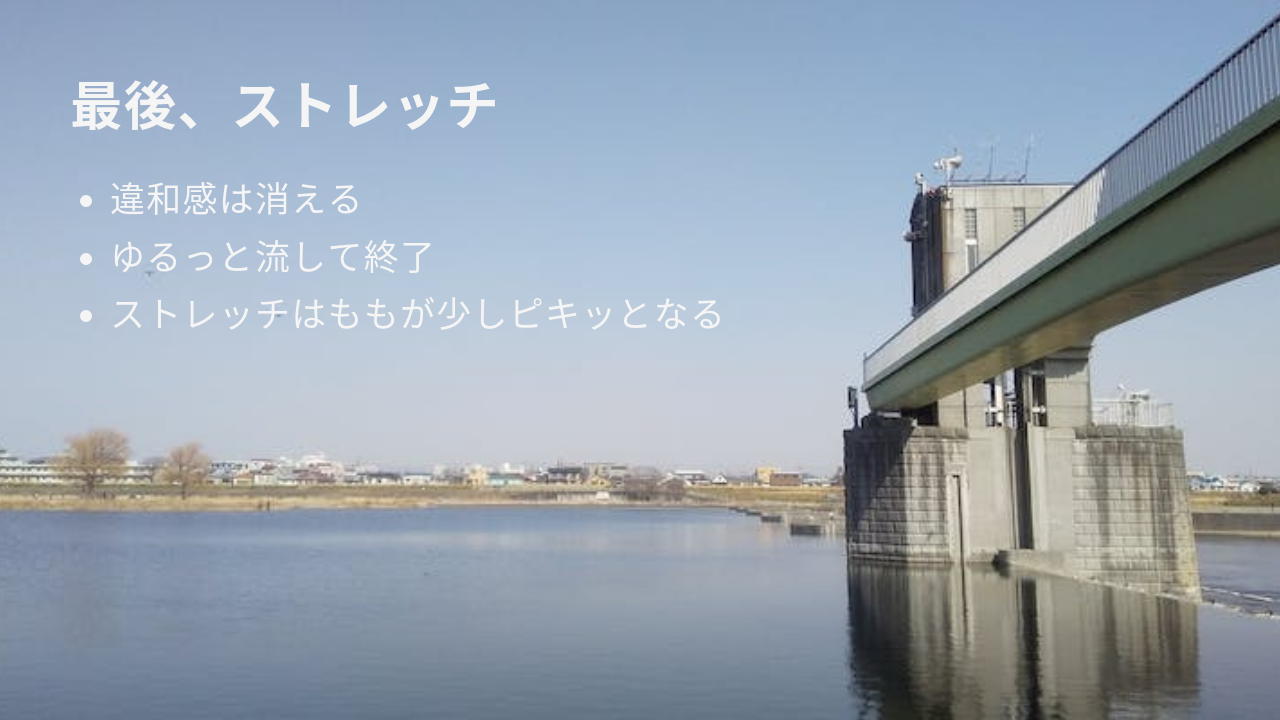 最後、ストレッチ
違和感は消える
ゆるっと流して終了
ストレッチはももが少しピキッとなる